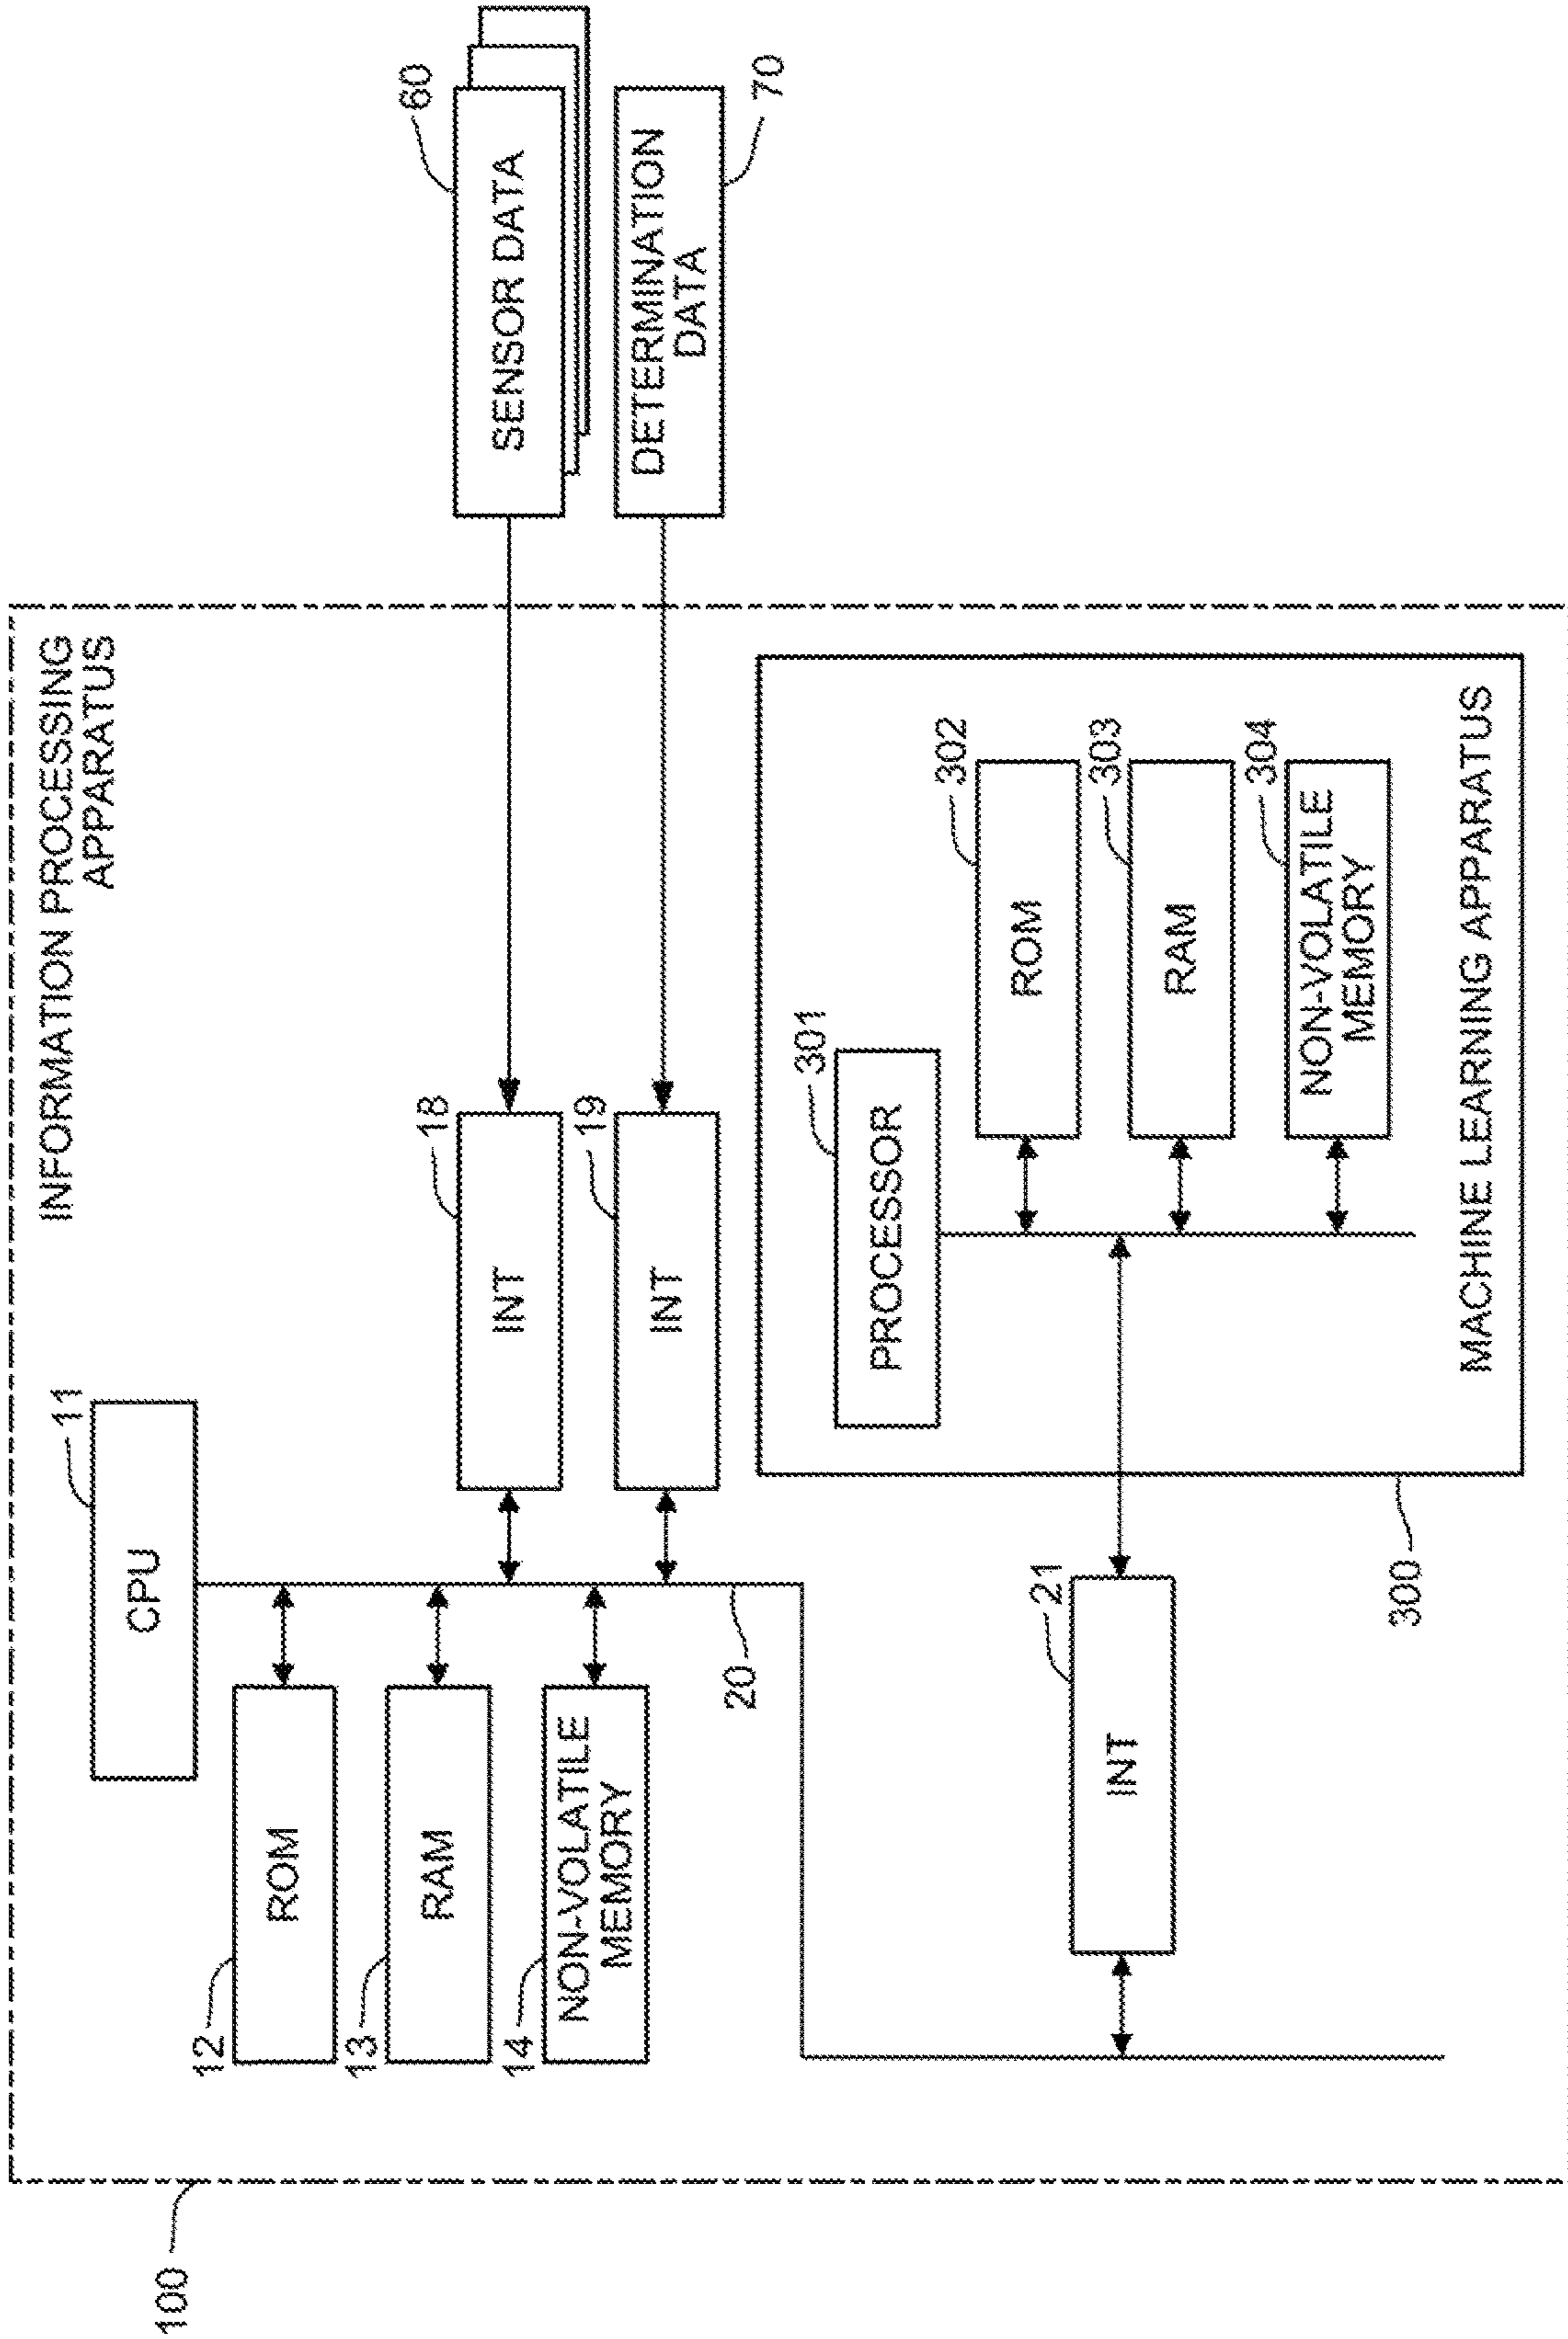 100
INFORMATION PROCESSING
APPARATUS
11
CPU
12
ROM
13
RAM
14
NON-VOLATILE
MEMORY
18
INT
19
INT
60
SENSOR DATA
DETERMINATION
DATA
70
20
21
INT
301
PROCESSOR
302
ROM
303
RAM
304
NON-VOLATILE
MEMORY
MACHINE LEARNING APPARATUS
300